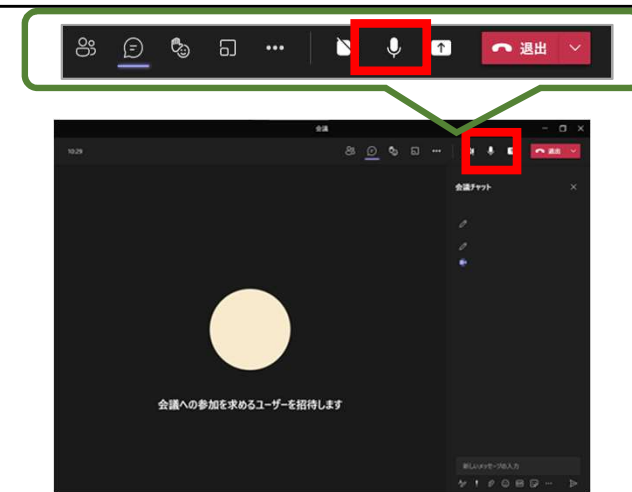 退出
会議
10:29
退出
会議チャット
会議への参加を求めるユーザーを招待します
新しいメッセージの入力